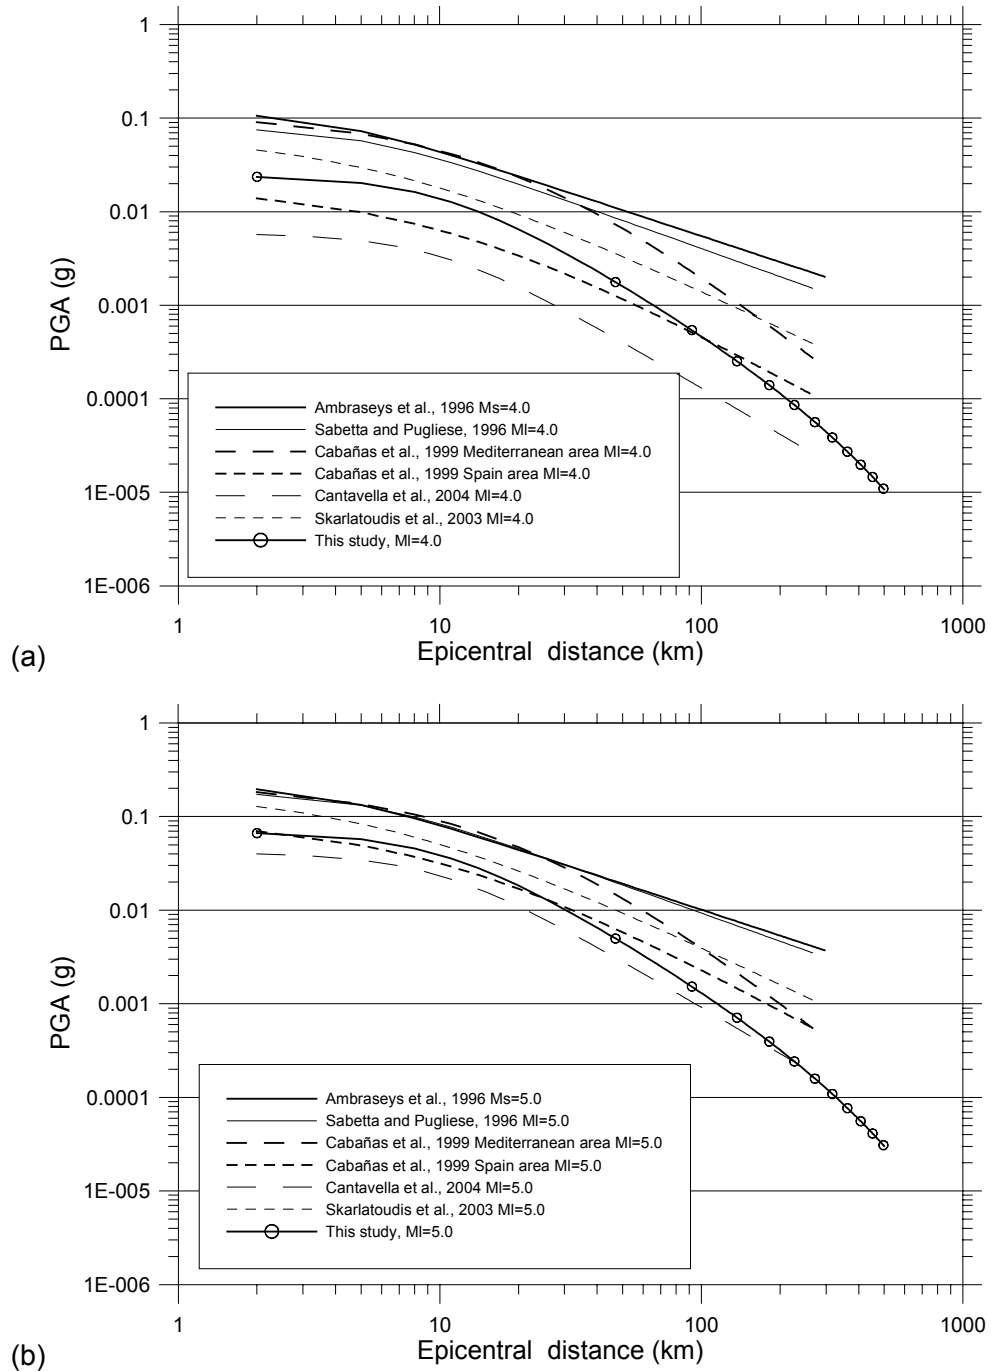 1
0.1
0.01
0.001
0.0001
1E-005
1E-006
PGA (g)
Ambraseys et al., 1996 Ms=4.0
Sabetta and Pugliese, 1996 Ml=4.0
Cabañas et al., 1999 Mediterranean area Ml=4.0
Cabañas et al., 1999 Spain area Ml=4.0
Cantavella et al., 2004 Ml=4.0
Skarlatoudis et al., 2003 Ml=4.0
This study, Ml=4.0
1 10 100 1000
Epicentral distance (km)
(a)
1
0.1
0.01
0.001
0.0001
1E-005
1E-006
PGA (g)
Ambraseys et al., 1996 Ms=5.0
Sabetta and Pugliese, 1996 Ml=5.0
Cabañas et al., 1999 Mediterranean area Ml=5.0
Cabañas et al., 1999 Spain area Ml=5.0
Cantavella et al., 2004 Ml=5.0
Skarlatoudis et al., 2003 Ml=5.0
This study, Ml=5.0
1 10 100 1000
Epicentral distance (km)
(b)